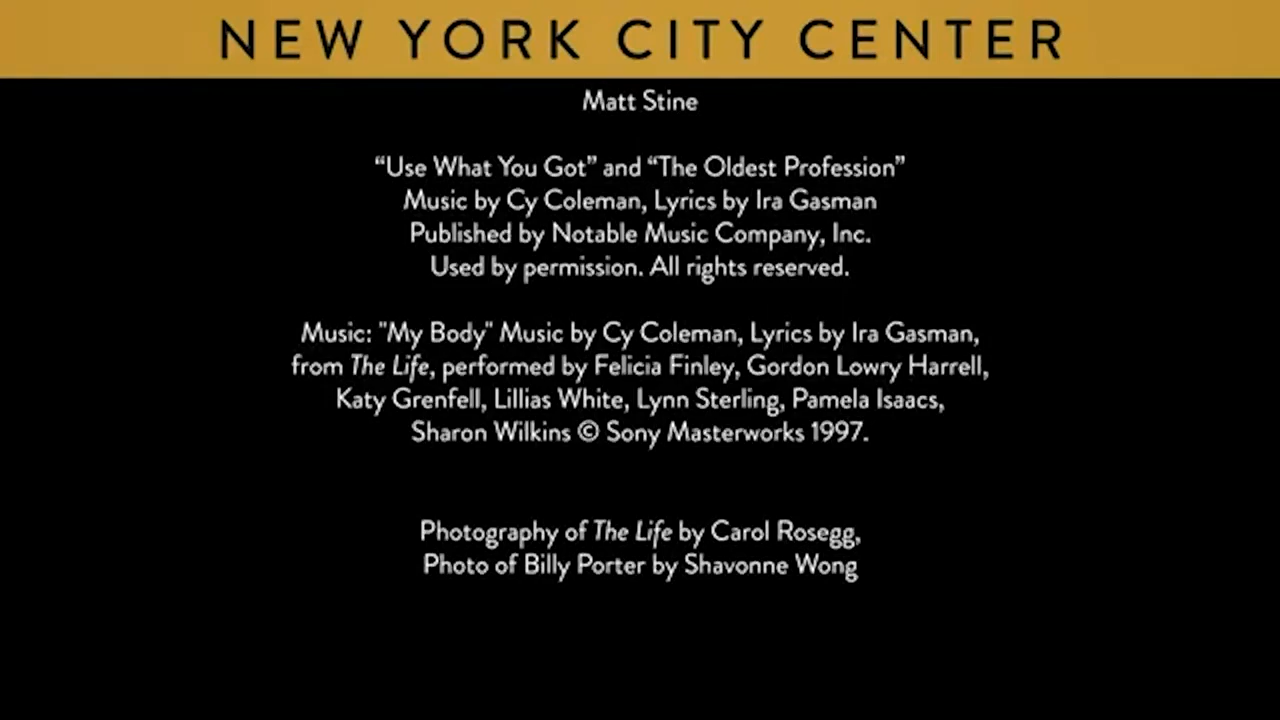 NEW YORK CITY CENTER
Matt Stine
“Use What You Got” and “The Oldest Profession”
Music by Cy Coleman, Lyrics by Ira Gasman
Published by Notable Music Company, Inc.
Used by permission. All rights reserved.
Music: "My Body" Music by Cy Coleman, Lyrics by Ira Gasman,
from The Life, performed by Felicia Finley, Gordon Lowry Harrell,
Katy Grenfell, Lillias White, Lynn Sterling, Pamela Isaacs,
Sharon Wilkins © Sony Masterworks 1997.
Photography of The Life by Carol Rosegg,
Photo of Billy Porter by Shavonne Wong